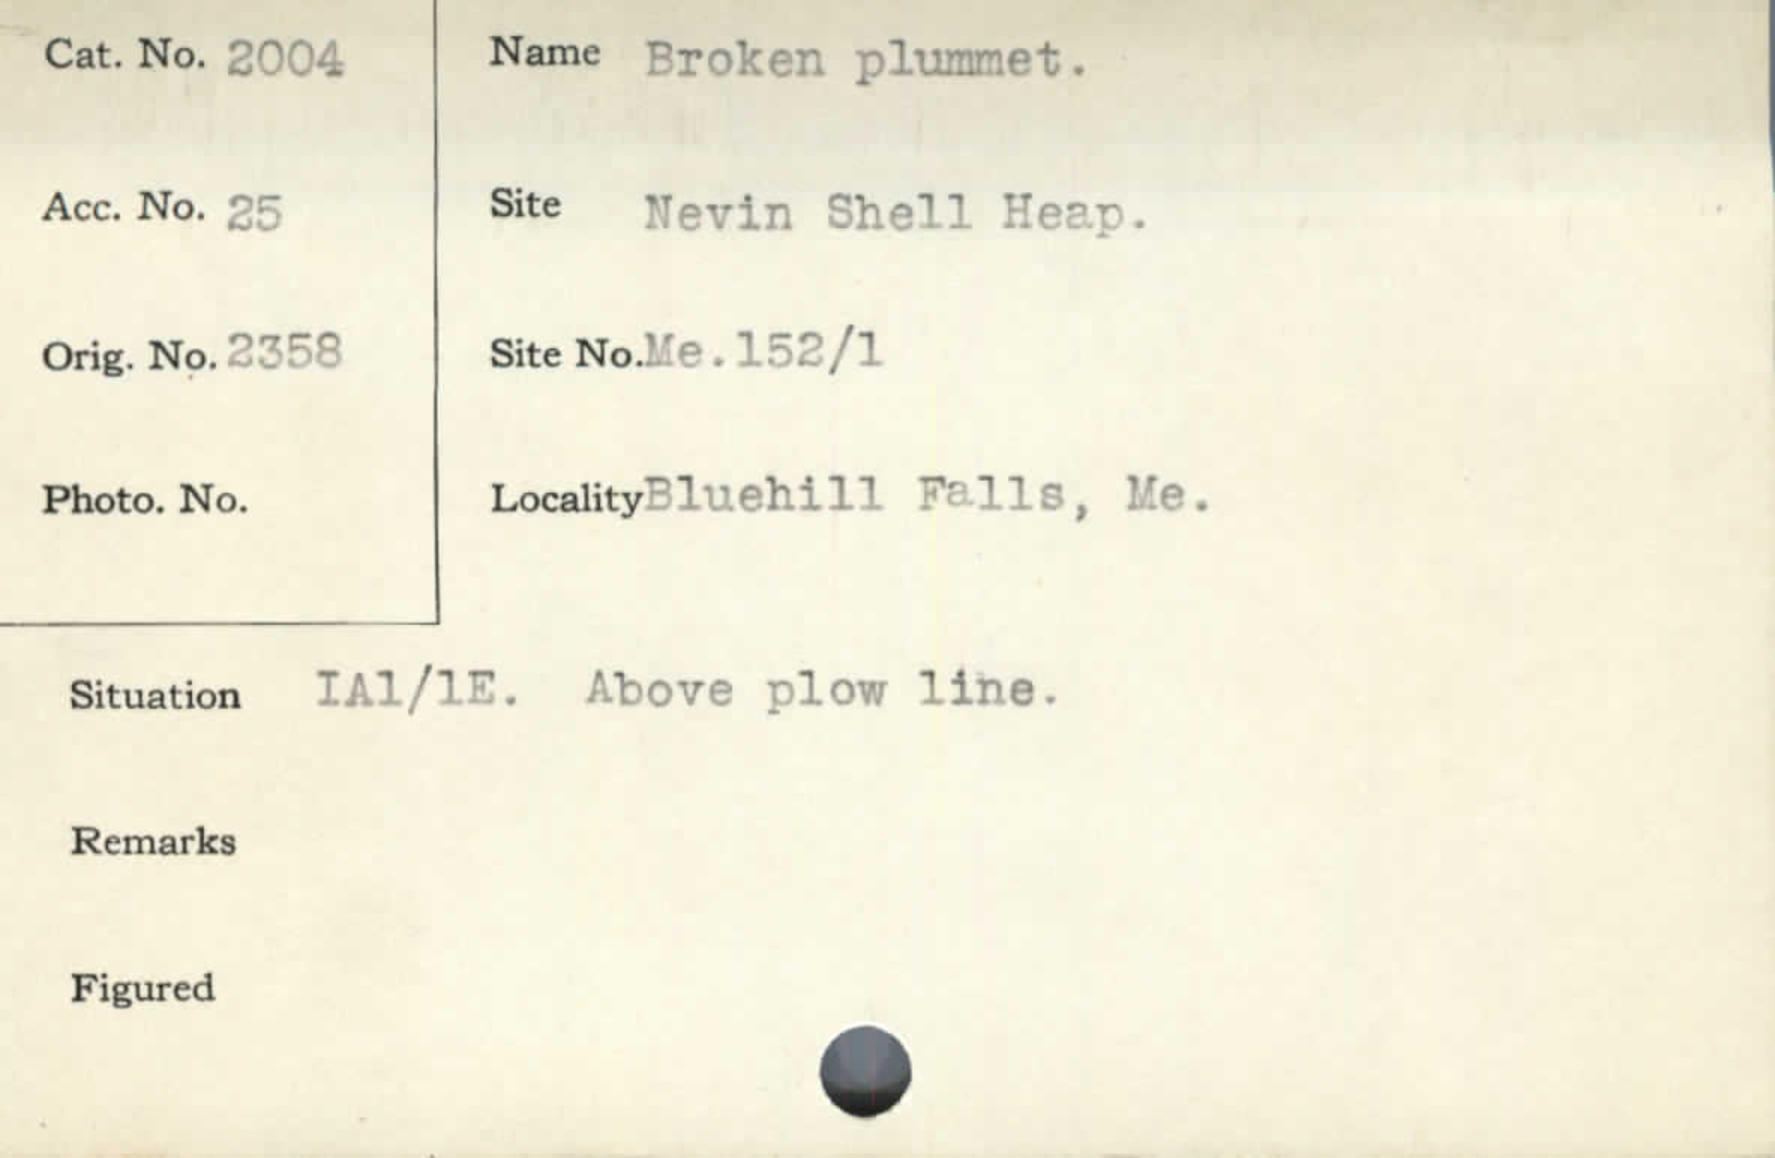 Cat. No. 2004
Name Broken plummet.
Acc. No. 25
Site Nevin Shell Heap.
Orig. No. 2358
Site No. Me.152/1
Photo. No.
Locality Bluehill Falls, Me.
Situation IA1/1E. Above plow line.
Remarks
Figured